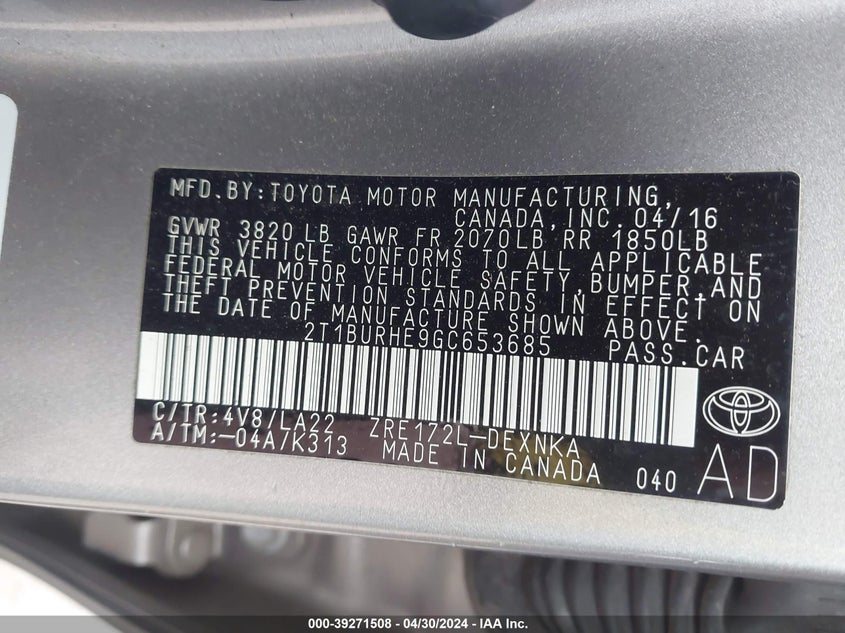 MFD. BY: TOYOTA MOTOR MANUFACTURING,
CANADA, INC. 04/16
GVWR 3820 LB GAWR FR 2070LB RR 1850LB
THIS VEHICLE CONFORMS TO ALL APPLICABLE
FEDERAL MOTOR VEHICLE SAFETY, BUMPER, AND
THEFT PREVENTION STANDARDS IN EFFECT ON
THE DATE OF MANUFACTURE SHOWN ABOVE.
2T1BURHE9GC653685 PASS.CAR
C/TR:4V8/LA22 ZRE172L-DEXNKA
A/TM:-04A/K313 MADE IN CANADA 040 AD
000-39271508 - 04/30/2024 - IAA Inc.